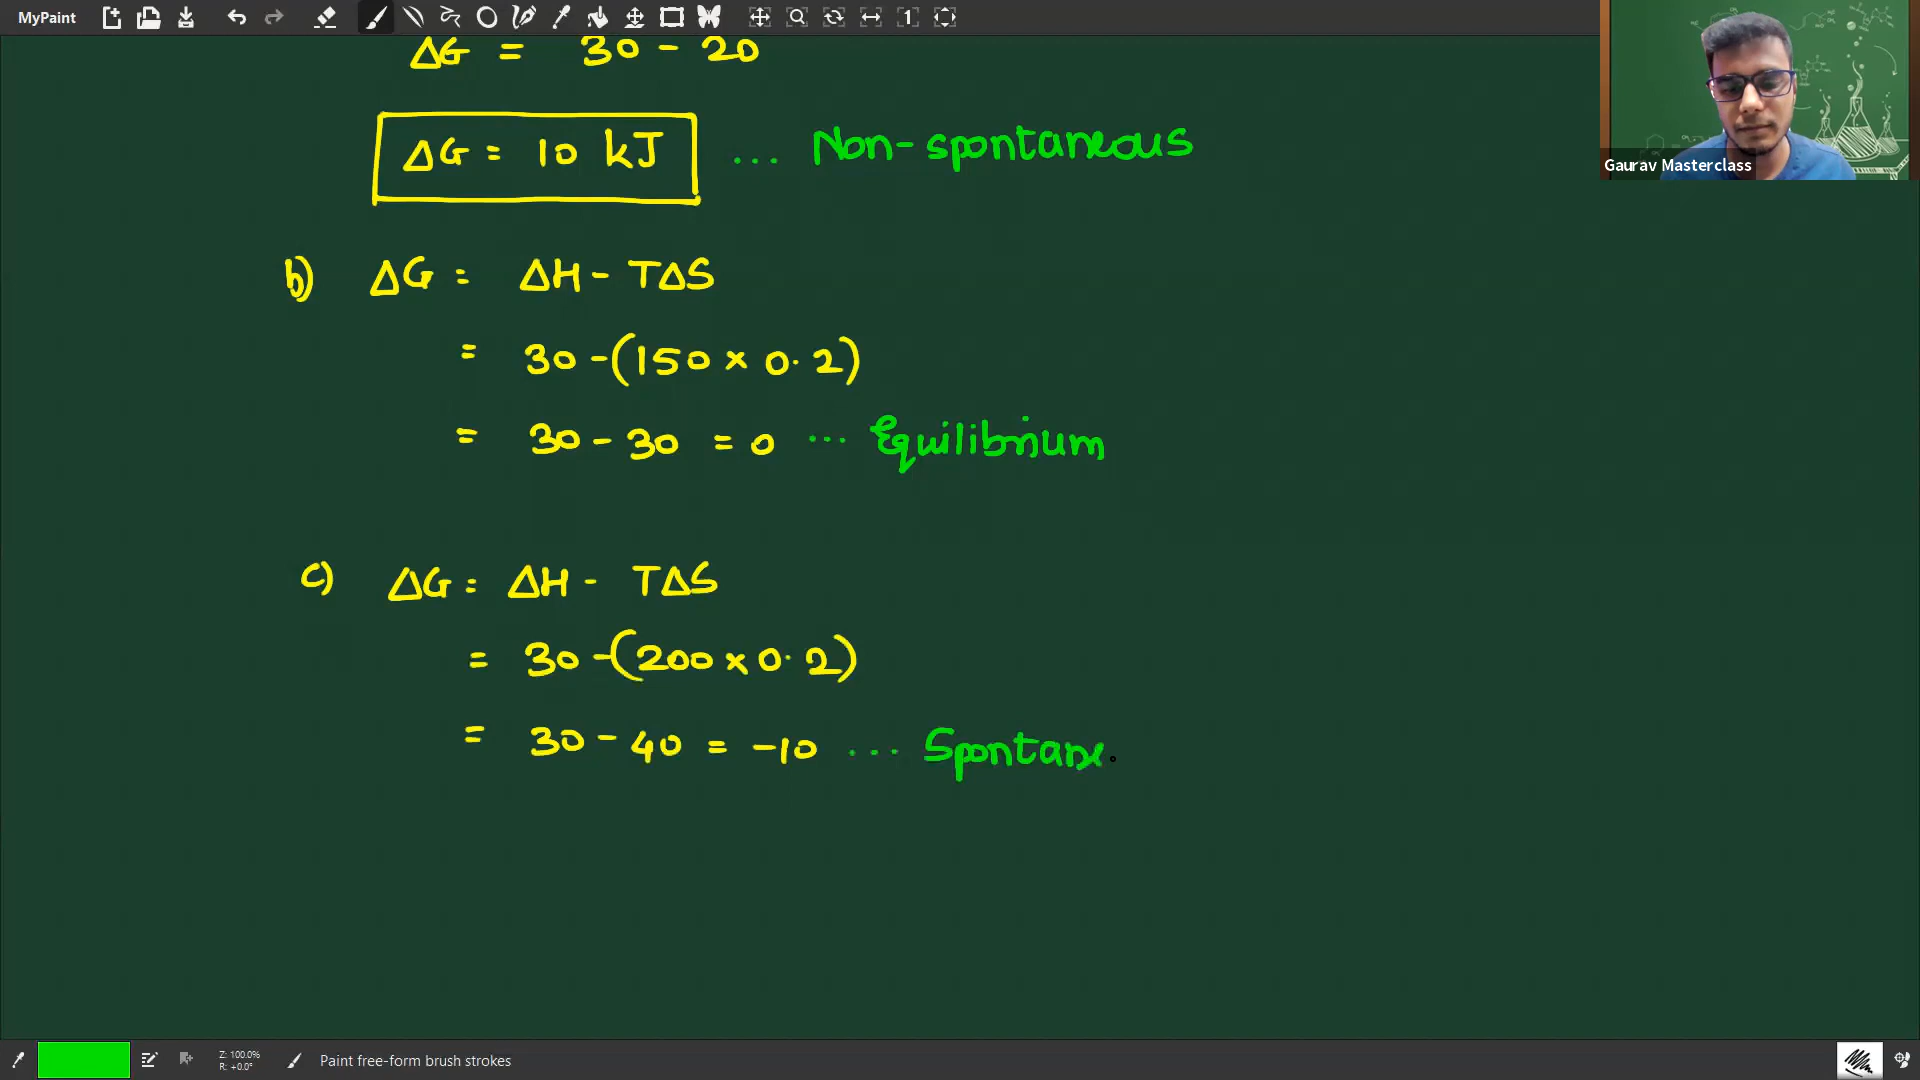 MyPaint
ΔG = 30 - 20
ΔG = 10 kJ ... Non-spontaneous
Gaurav Masterclass
b) ΔG = ΔH - TΔS
= 30 - (150 × 0.2)
= 30 - 30 = 0 ... Equilibrium
c) ΔG = ΔH - TΔS
= 30 - (200 × 0.2)
= 30 - 40 = -10 ... Spontane
Z: 100.0%
R: +0.0°
Paint free-form brush strokes